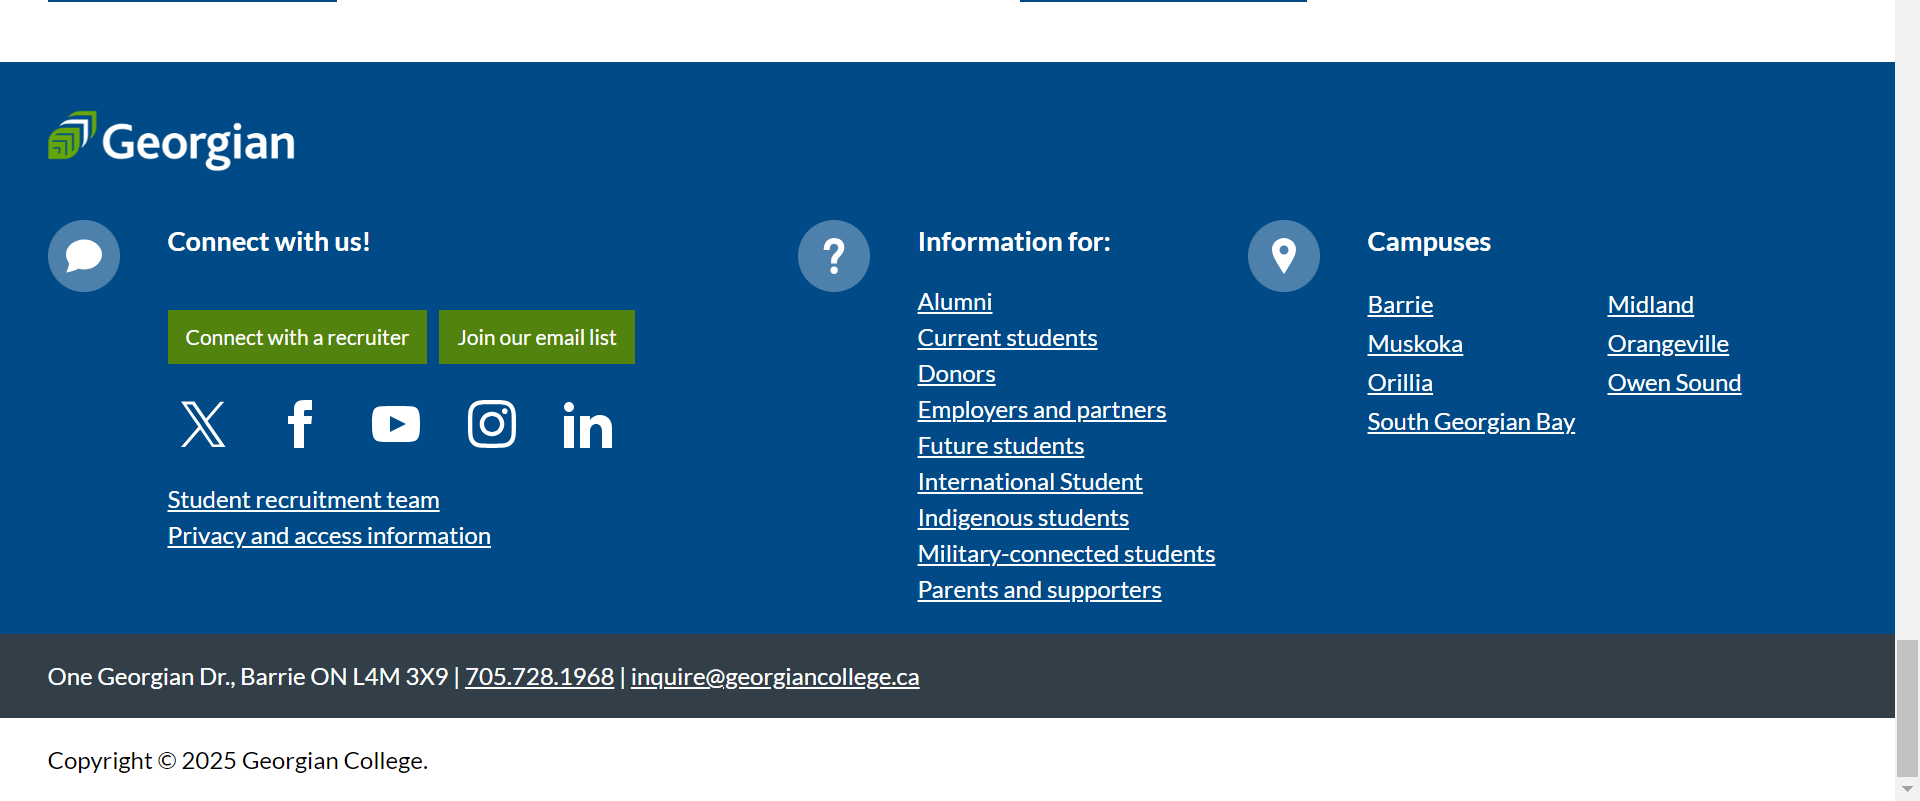 Georgian
Connect with us!
Connect with a recruiter
Join our email list
Student recruitment team
Privacy and access information
Information for:
Alumni
Current students
Donors
Employers and partners
Future students
International Student
Indigenous students
Military-connected students
Parents and supporters
Campuses
Barrie
Muskoka
Orillia
South Georgian Bay
Midland
Orangeville
Owen Sound
One Georgian Dr., Barrie ON L4M 3X9 | 705.728.1968 | inquire@georgiancollege.ca
Copyright © 2025 Georgian College.